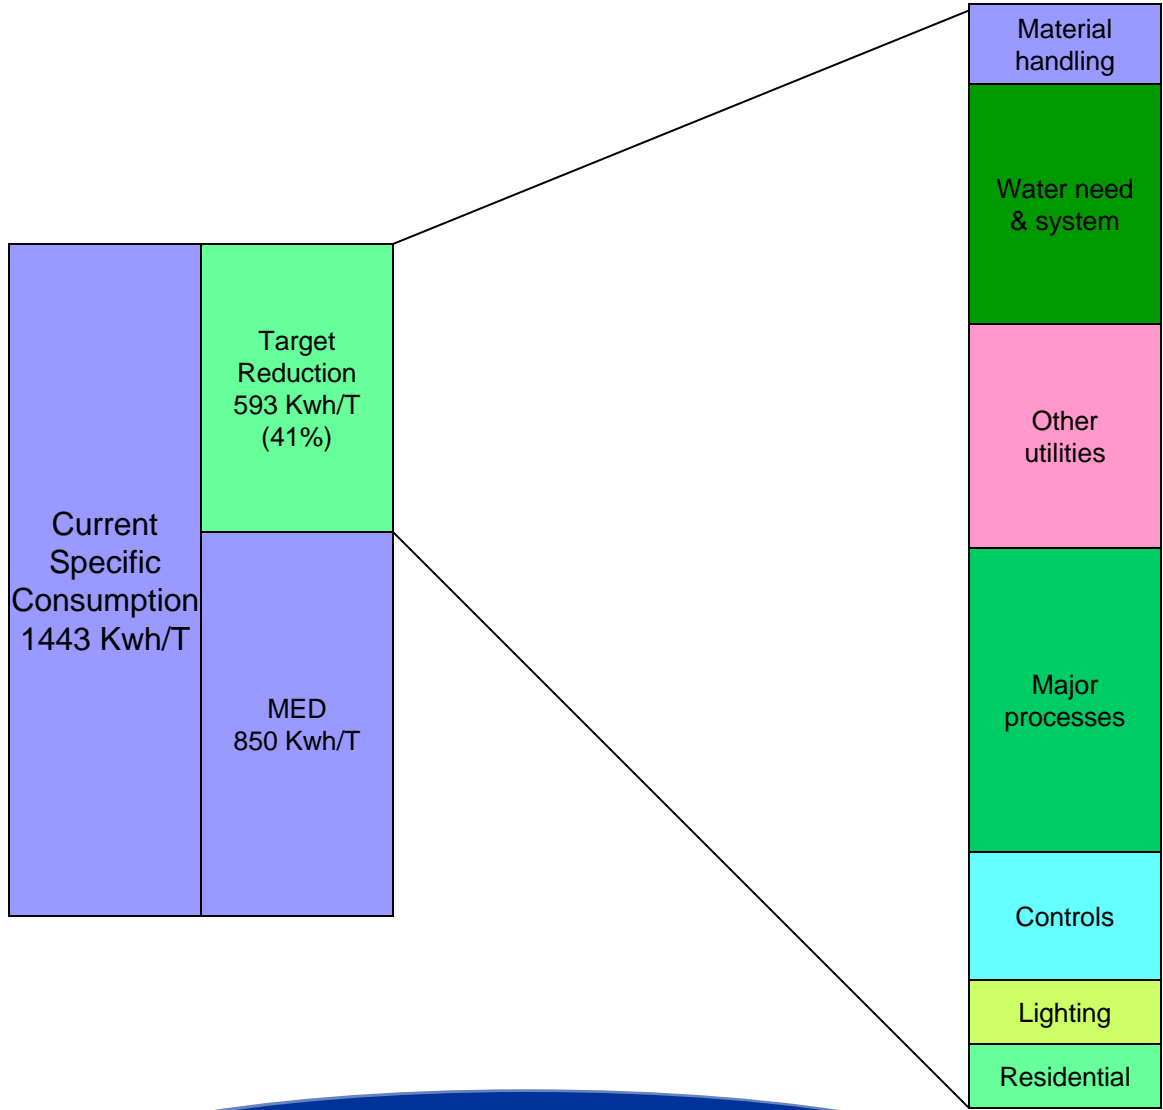 Current
Specific
Consumption
1443 Kwh/T
Target
Reduction
593 Kwh/T
(41%)
MED
850 Kwh/T
Material
handling
Water need
& system
Other
utilities
Major
processes
Controls
Lighting
Residential